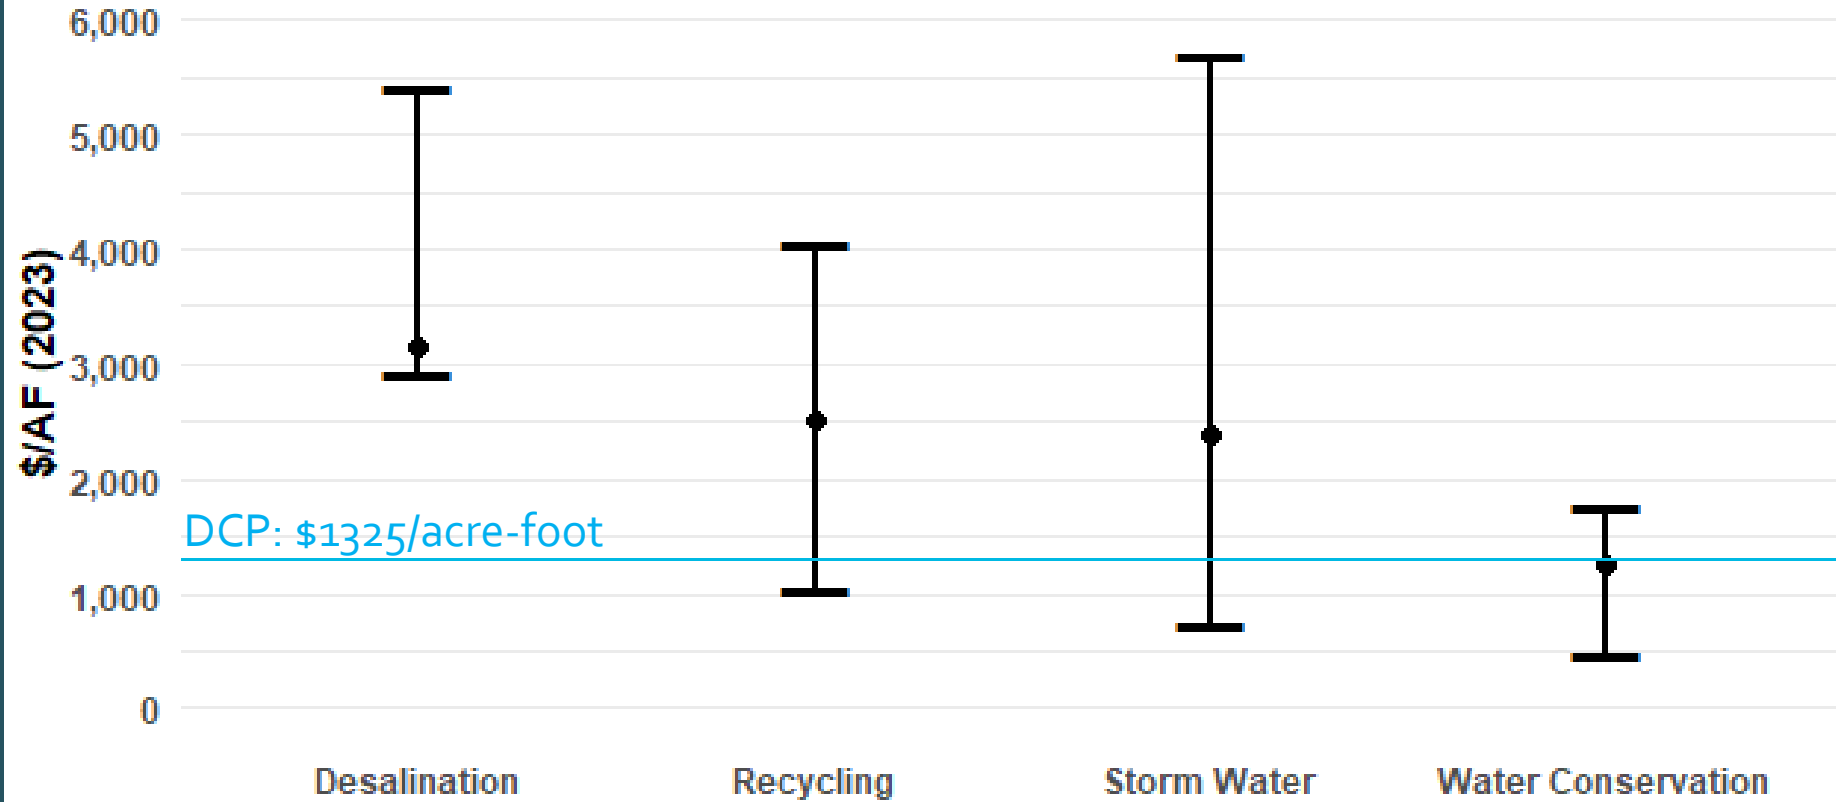 6,000
5,000
4,000
3,000
2,000
1,000
0
$/AF (2023)
DCP: $1325/acre-foot
Desalination
Recycling
Storm Water
Water Conservation